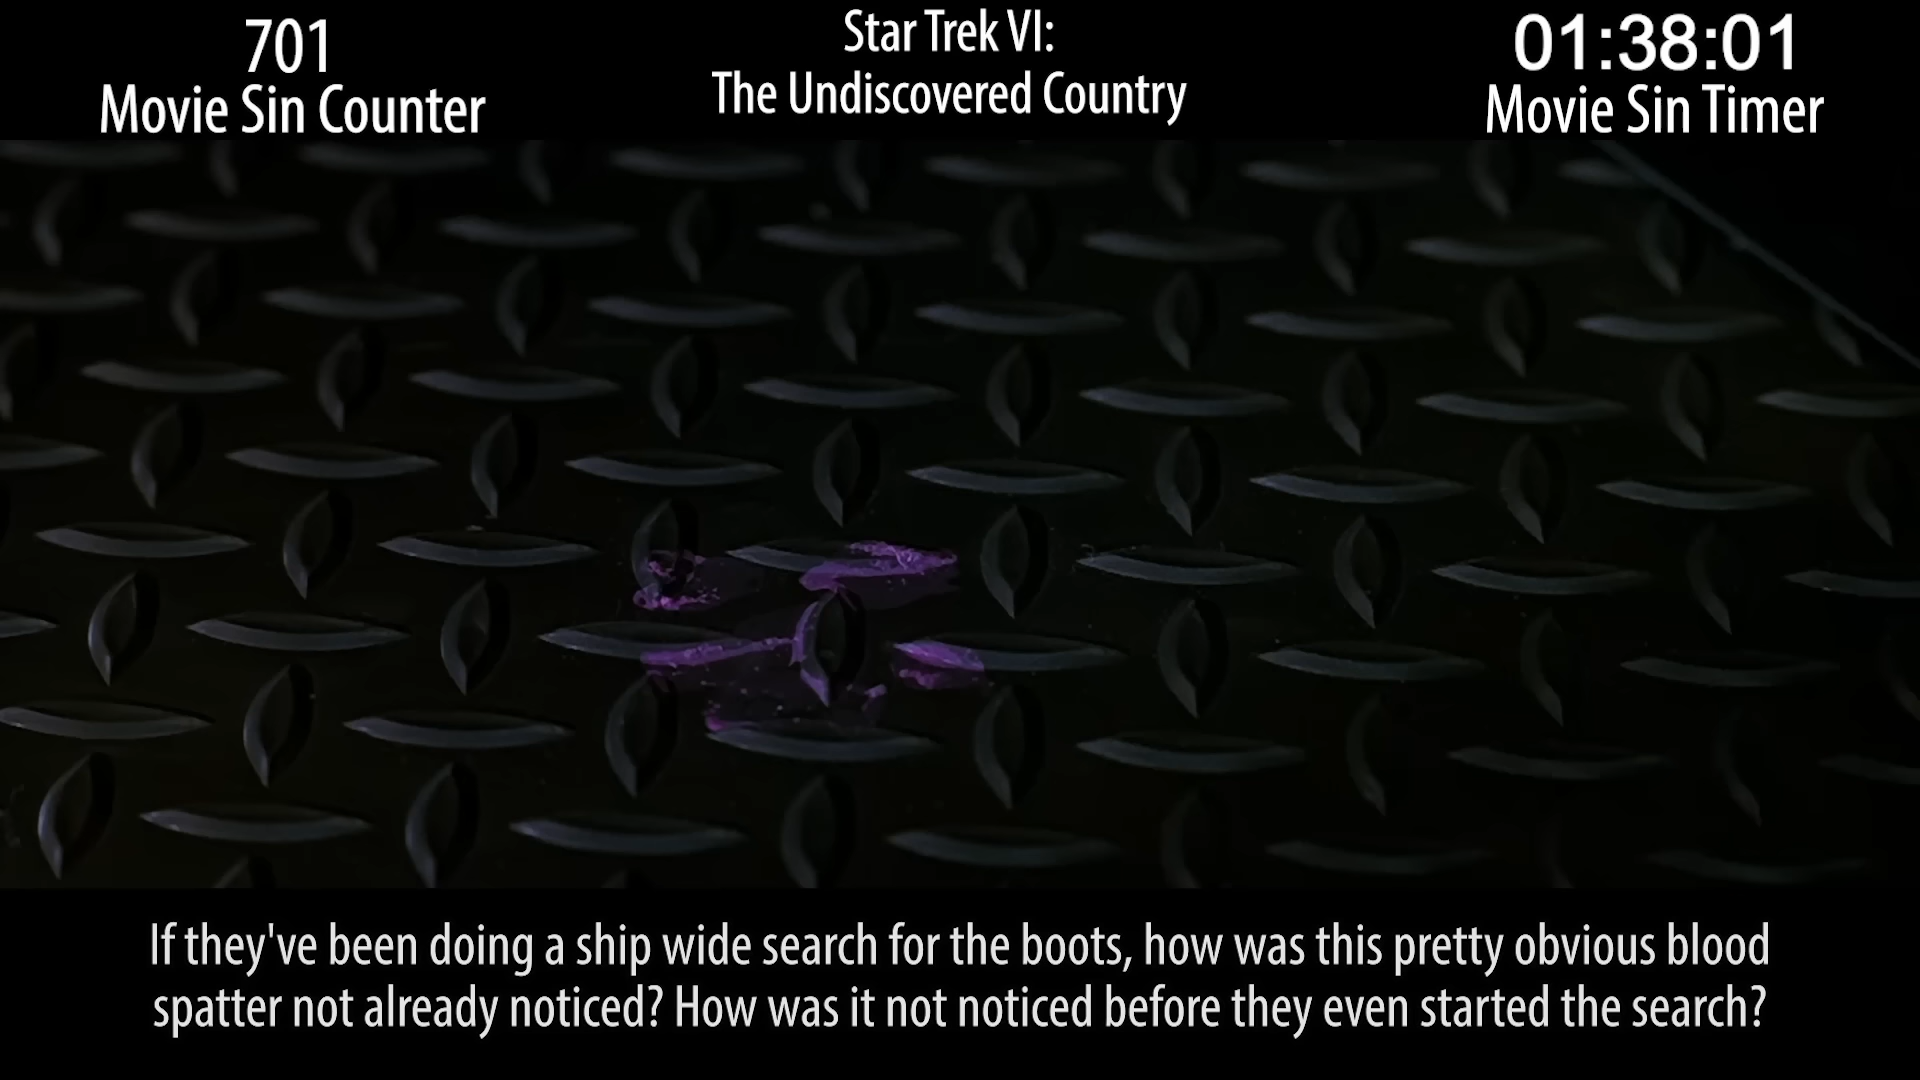 701
Movie Sin Counter
Star Trek VI:
The Undiscovered Country
01:38:01
Movie Sin Timer
If they've been doing a ship wide search for the boots, how was this pretty obvious blood
spatter not already noticed? How was it not noticed before they even started the search?